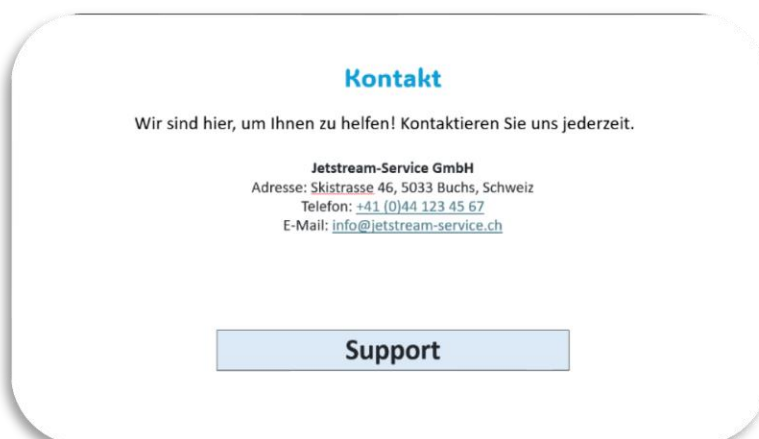 Kontakt
Wir sind hier, um Ihnen zu helfen! Kontaktieren Sie uns jederzeit.
Jetstream-Service GmbH
Adresse: Skistrasse 46, 5033 Buchs, Schweiz
Telefon: +41 (0)44 123 45 67
E-Mail: info@jetstream-service.ch
Support